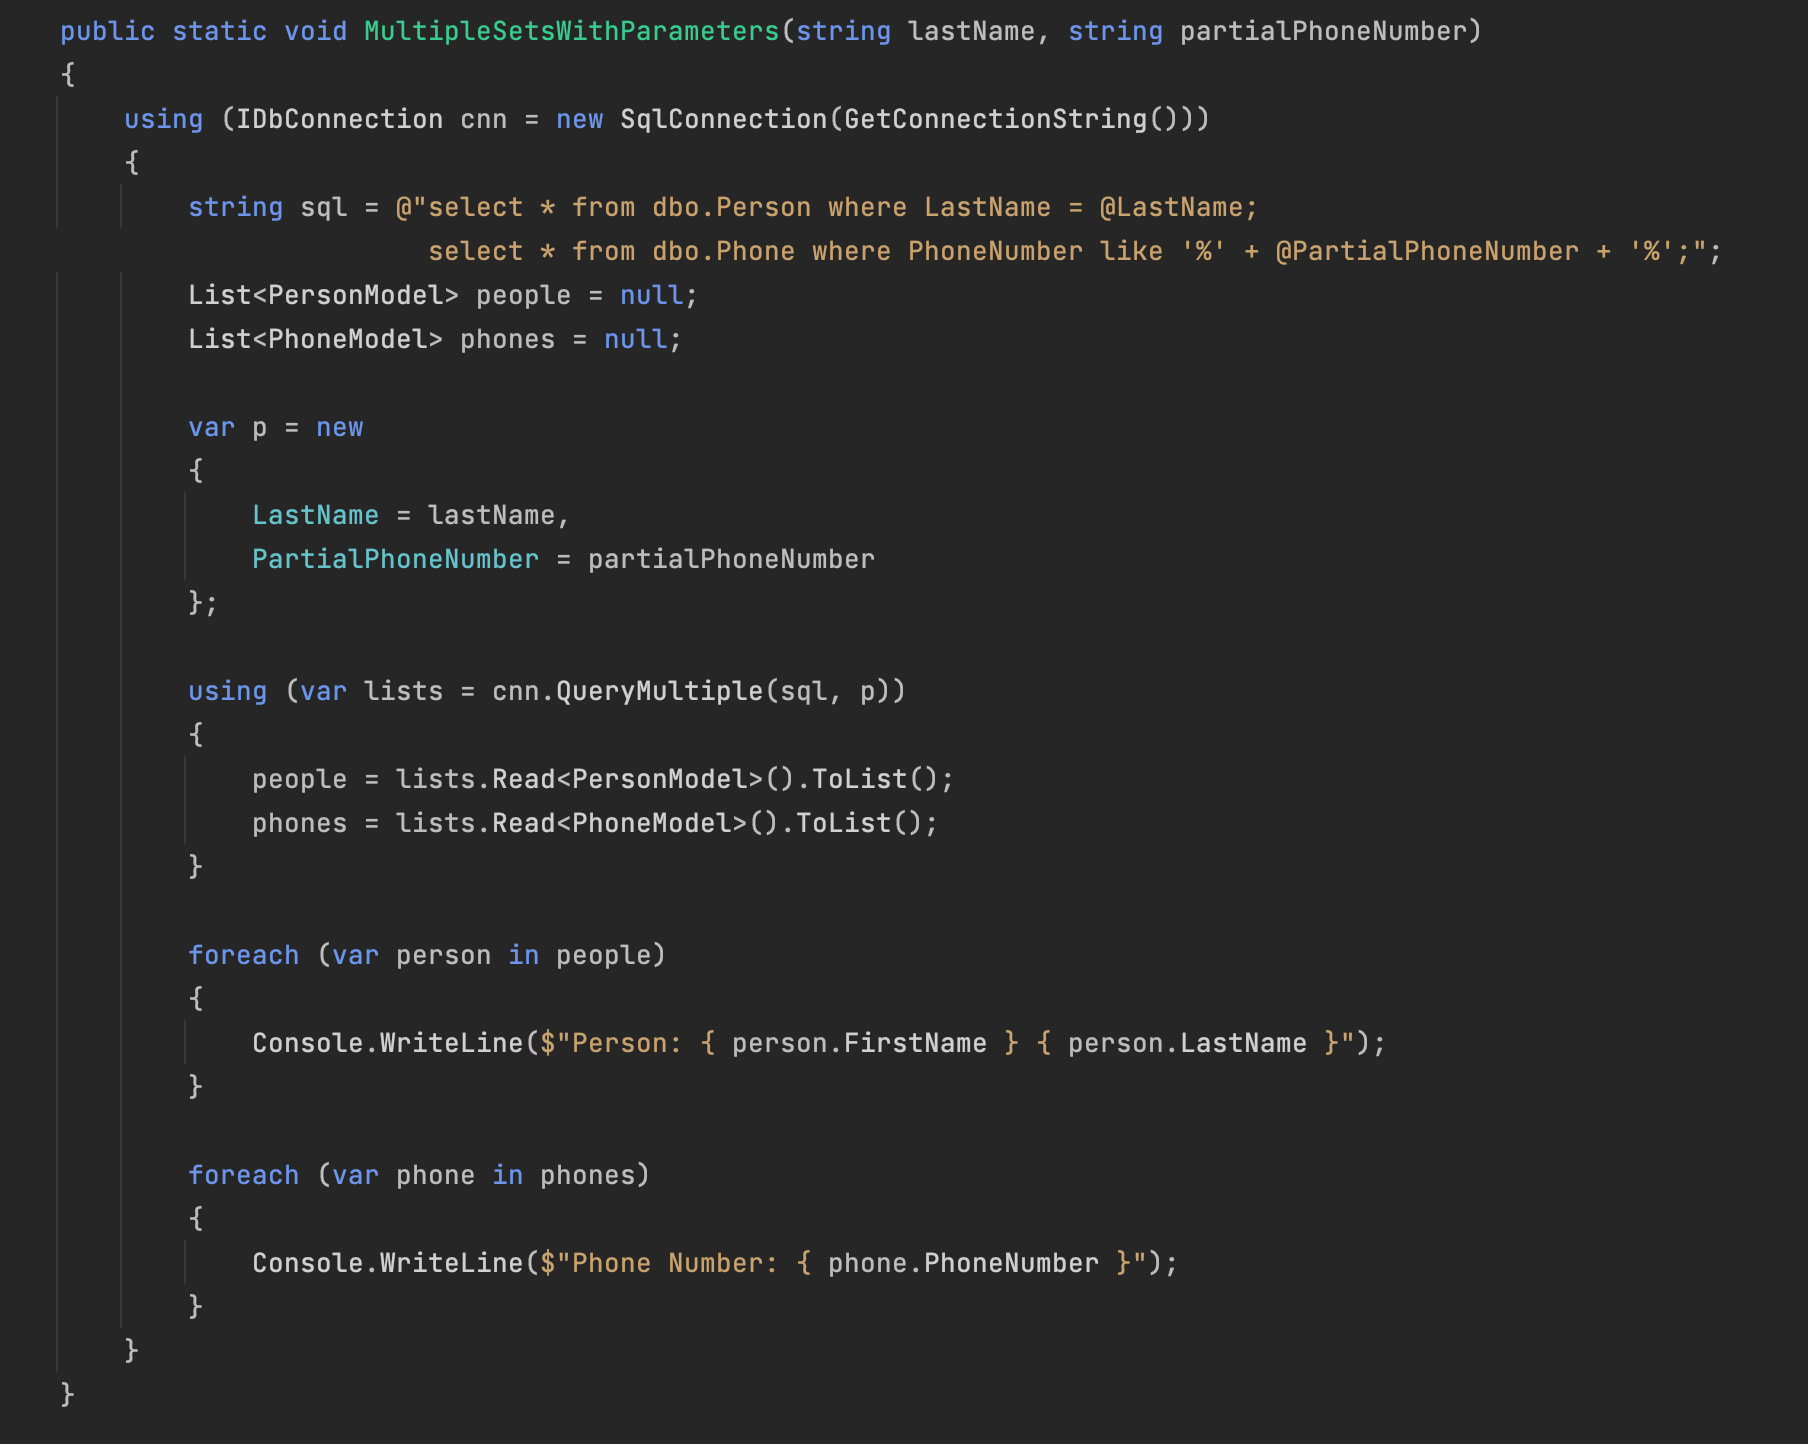 public static void MultipleSetsWithParameters(string lastName, string partialPhoneNumber)
{
    using (IDbConnection cnn = new SqlConnection(GetConnectionString()))
    {
        string sql = @"select * from dbo.Person where LastName = @LastName;
                       select * from dbo.Phone where PhoneNumber like '%' + @PartialPhoneNumber + '%';";
        List<PersonModel> people = null;
        List<PhoneModel> phones = null;

        var p = new
        {
            LastName = lastName,
            PartialPhoneNumber = partialPhoneNumber
        };

        using (var lists = cnn.QueryMultiple(sql, p))
        {
            people = lists.Read<PersonModel>().ToList();
            phones = lists.Read<PhoneModel>().ToList();
        }

        foreach (var person in people)
        {
            Console.WriteLine($"Person: { person.FirstName } { person.LastName }");
        }

        foreach (var phone in phones)
        {
            Console.WriteLine($"Phone Number: { phone.PhoneNumber }");
        }
    }
}